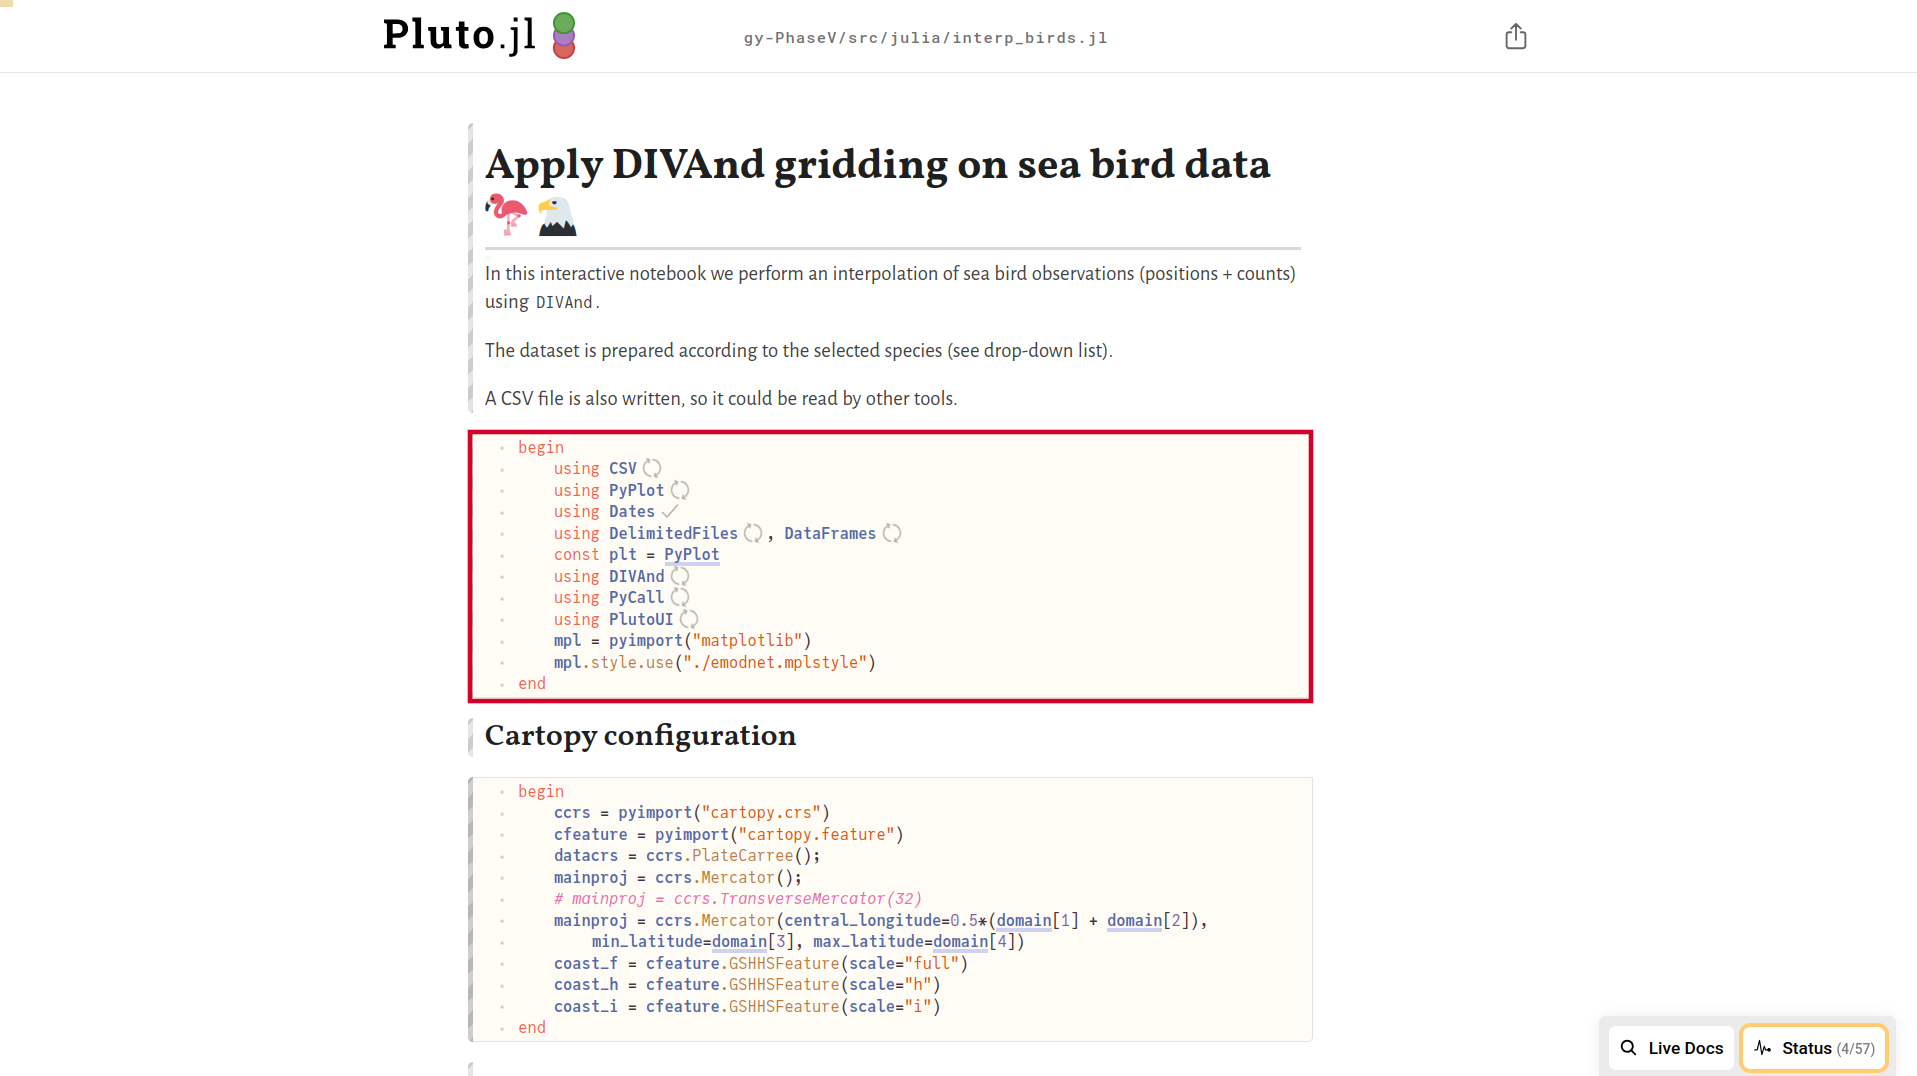 Pluto.jl
gy-PhaseV/src/julia/interp_birds.jl
Apply DIVAnd gridding on sea bird data
In this interactive notebook we perform an interpolation of sea bird observations (positions + counts)
using DIVAnd.
The dataset is prepared according to the selected species (see drop-down list).
A CSV file is also written, so it could be read by other tools.
begin
using CSV
using PyPlot
using Dates
using DelimitedFiles, DataFrames
const plt = PyPlot
using DIVAnd
using PyCall
using PlutoUI
mpl = pyimport("matplotlib")
mpl.style.use("./emodnet.mplstyle")
end
Cartopy configuration
begin
ccrs = pyimport("cartopy.crs")
cfeature = pyimport("cartopy.feature")
datacrs = ccrs.PlateCarree();
mainproj = ccrs.Mercator();
# mainproj = ccrs.TransverseMercator(32)
mainproj = ccrs.Mercator(central_longitude=0.5*(domain[1] + domain[2]),
min_latitude=domain[3], max_latitude=domain[4])
coast_f = cfeature.GSHHSFeature(scale="full")
coast_h = cfeature.GSHHSFeature(scale="h")
coast_i = cfeature.GSHHSFeature(scale="i")
end
Live Docs
Status (4/57)